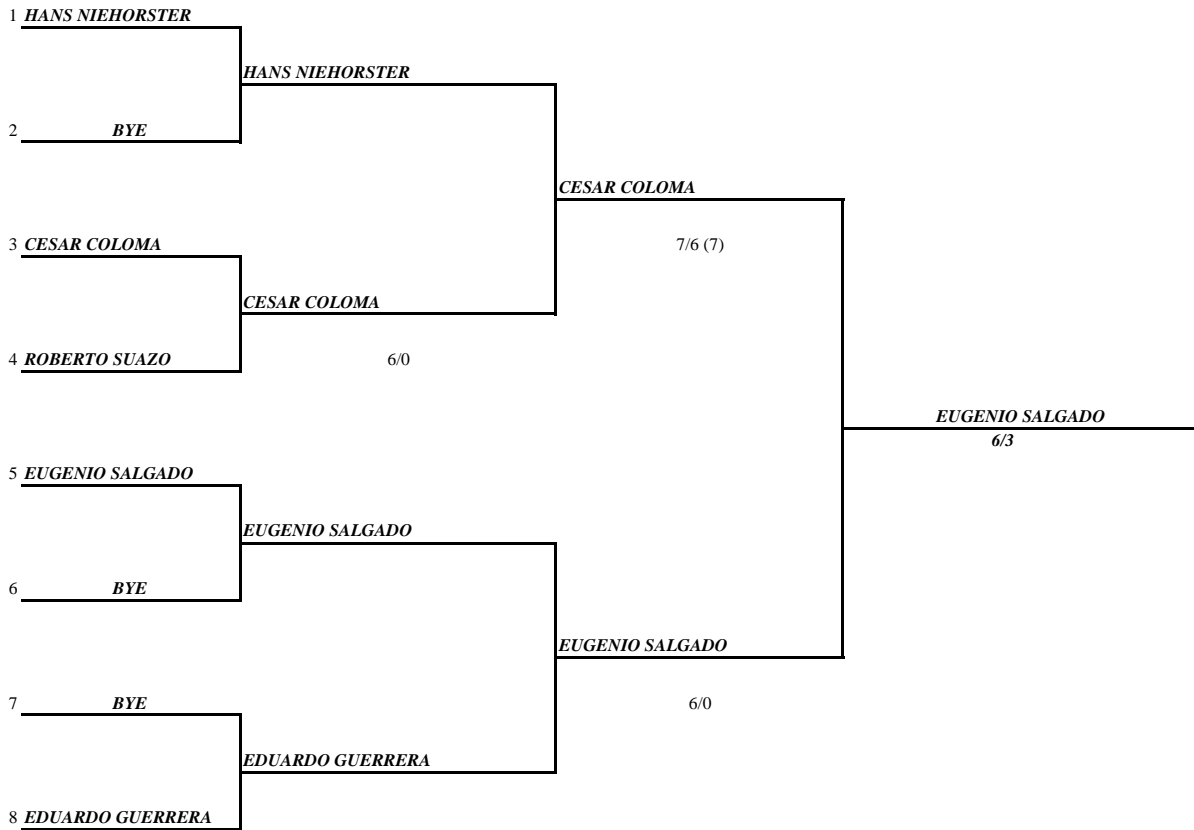 1 HANS NIEHORSTER
HANS NIEHORSTER
2 BYE
CESAR COLOMA
3 CESAR COLOMA
7/6 (7)
CESAR COLOMA
4 ROBERTO SUAZO
6/0
EUGENIO SALGADO
6/3
5 EUGENIO SALGADO
EUGENIO SALGADO
6 BYE
EUGENIO SALGADO
7 BYE
6/0
EDUARDO GUERRERA
8 EDUARDO GUERRERA